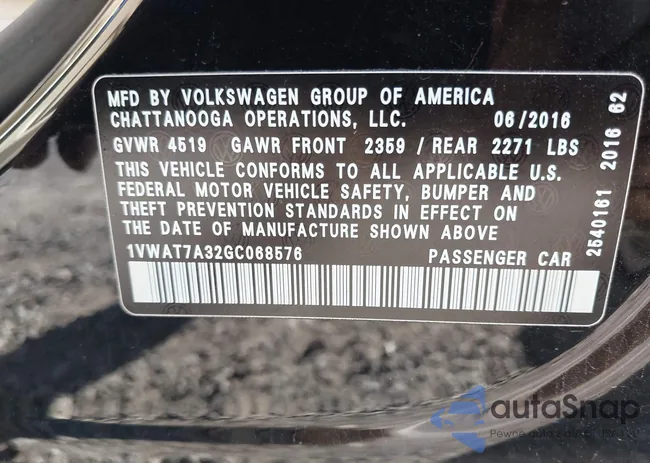 MFD BY VOLKSWAGEN GROUP OF AMERICA
CHATTANOOGA OPERATIONS, LLC. 06/2016
GVWR 4519 GAWR FRONT 2359 / REAR 2271 LBS
THIS VEHICLE CONFORMS TO ALL APPLICABLE U.S.
FEDERAL MOTOR VEHICLE SAFETY, BUMPER AND
THEFT PREVENTION STANDARDS IN EFFECT ON
THE DATE OF MANUFACTURE SHOWN ABOVE
1VWAT7A32GC068576 PASSENGER CAR
2540161 2016 62
autoSnap
Pewne auta